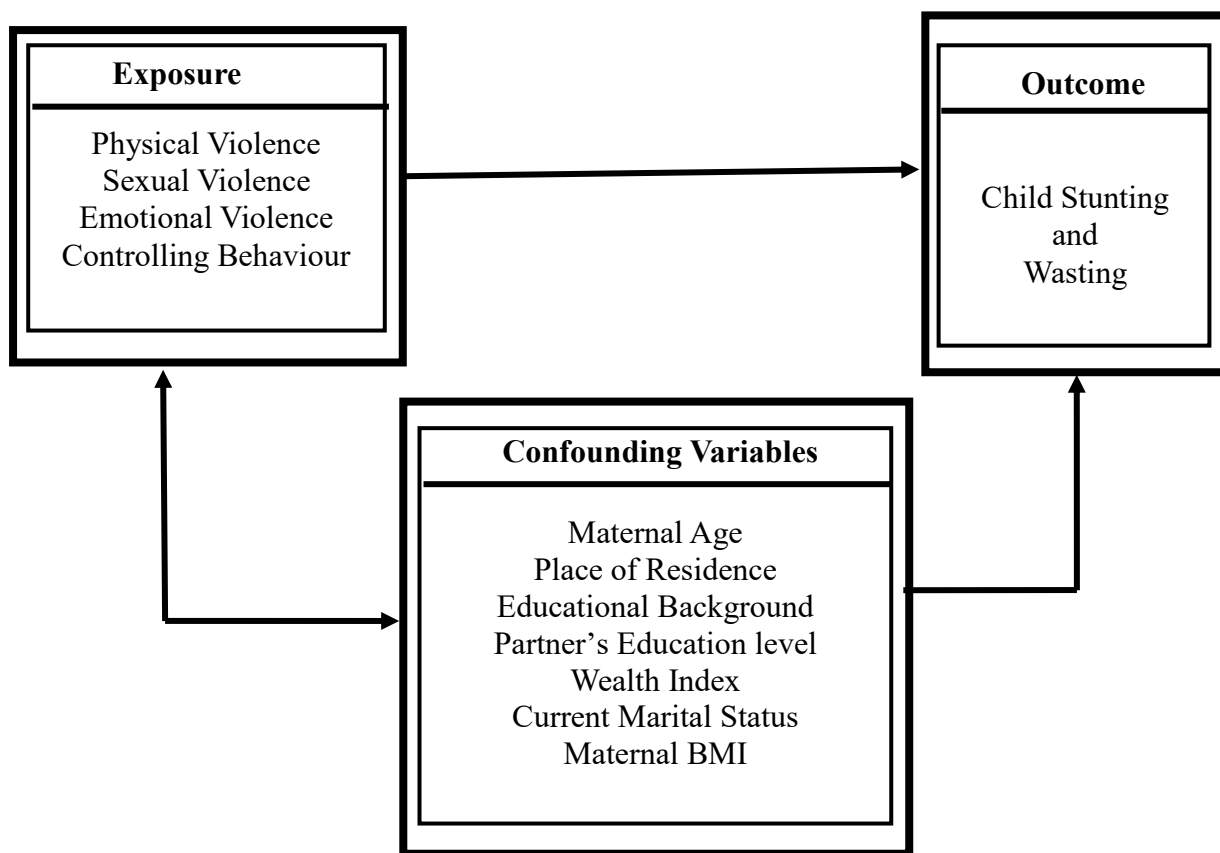 Exposure
Physical Violence
Sexual Violence
Emotional Violence
Controlling Behaviour
Outcome
Child Stunting
and
Wasting
Confounding Variables
Maternal Age
Place of Residence
Educational Background
Partner’s Education level
Wealth Index
Current Marital Status
Maternal BMI